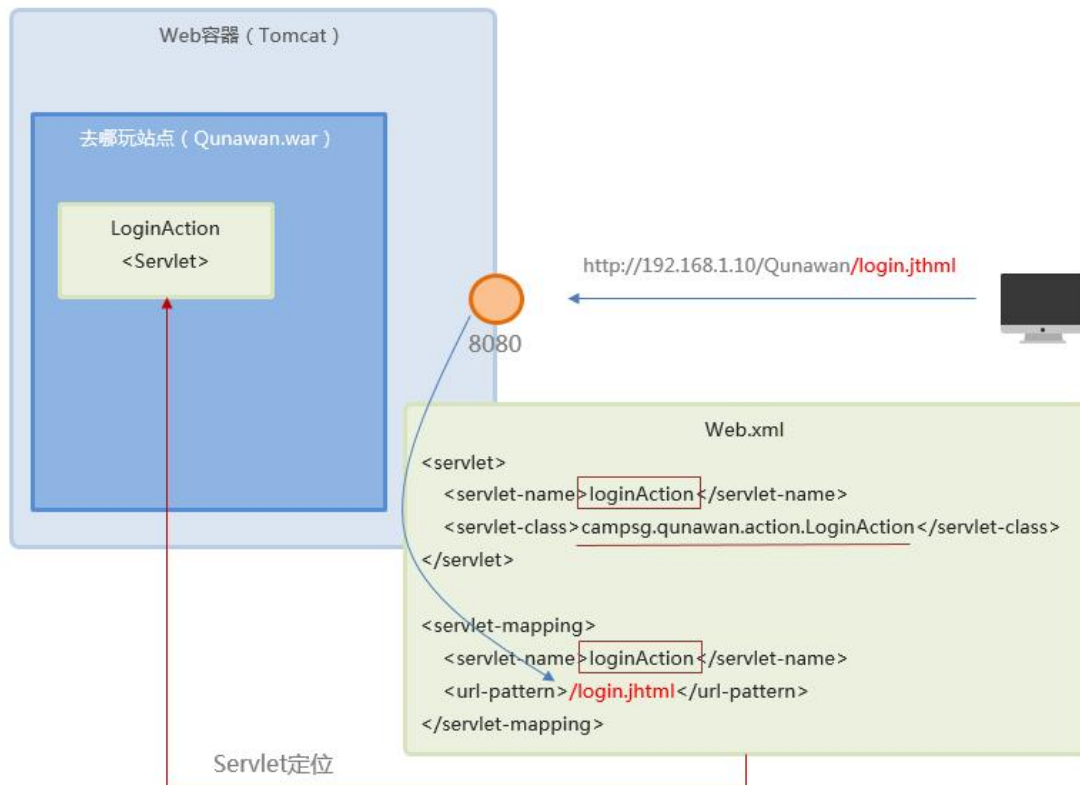 Web容器（Tomcat）
去哪玩站点（Qunawan.war）
LoginAction
<Servlet>
http://192.168.1.10/Qunawan/login.jthml
8080
Web.xml
<servlet>
<servlet-name>loginAction</servlet-name>
<servlet-class>campsg.qunawan.action.LoginAction</servlet-class>
</servlet>
<servlet-mapping>
<servlet-name>loginAction</servlet-name>
<url-pattern>/login.jhtml</url-pattern>
</servlet-mapping>
Servlet定位